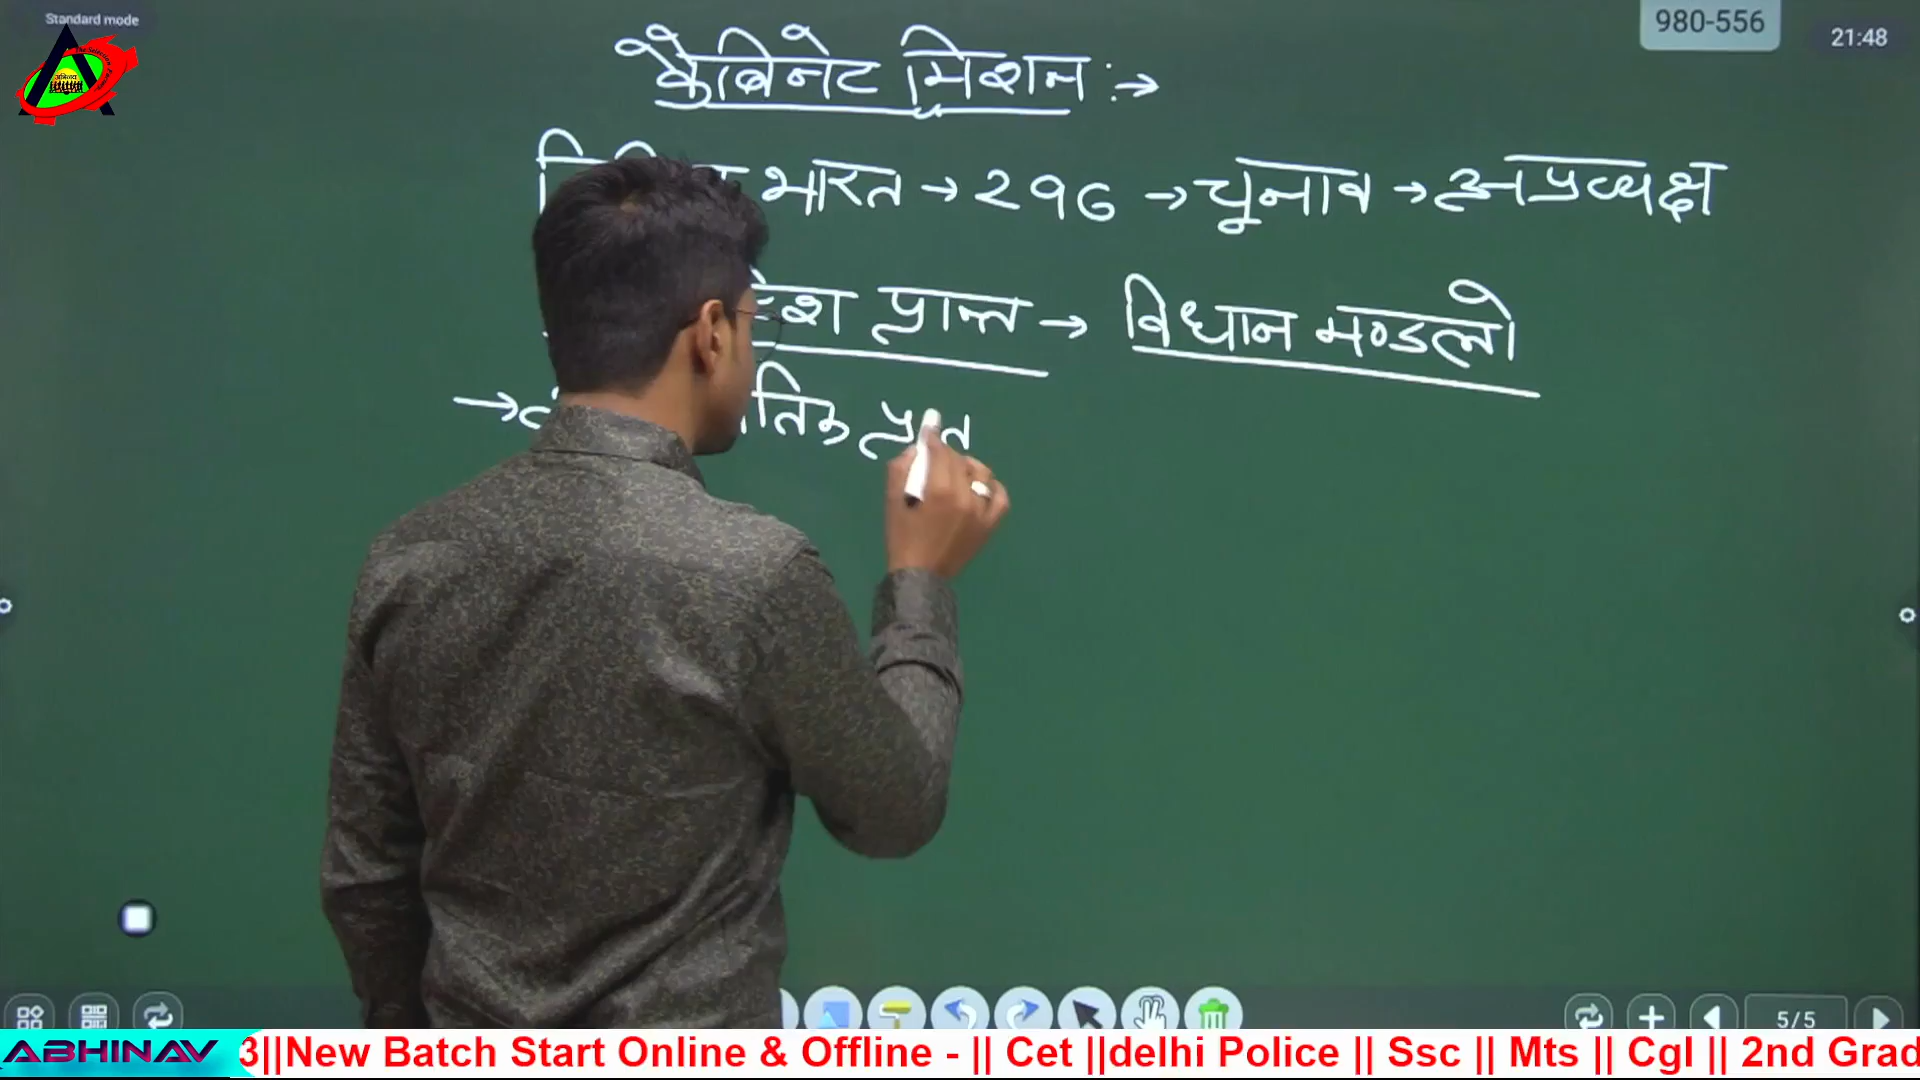 Standard mode
980-556
21:48
कैबिनेट मिशन :→
भारत → 296 → चुनाव → अप्रत्यक्ष
प्रान्त → विधान मण्डलो
→
ABHINAV
3||New Batch Start Online & Offline - || Cet ||delhi Police || Ssc || Mts || Cgl || 2nd Grad
5/5